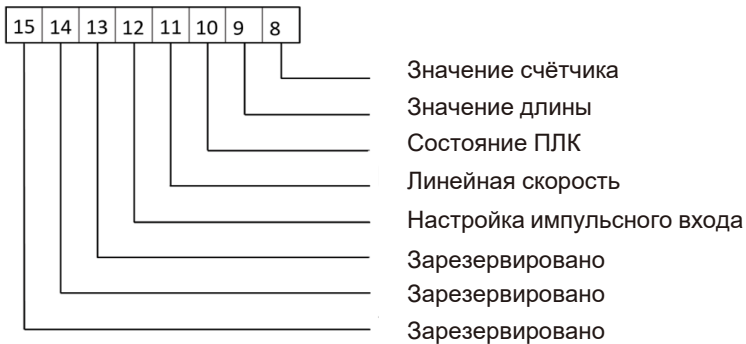 15 14 13 12 11 10 9 8
Значение счётчика
Значение длины
Состояние ПЛК
Линейная скорость
Настройка импульсного входа
Зарезервировано
Зарезервировано
Зарезервировано